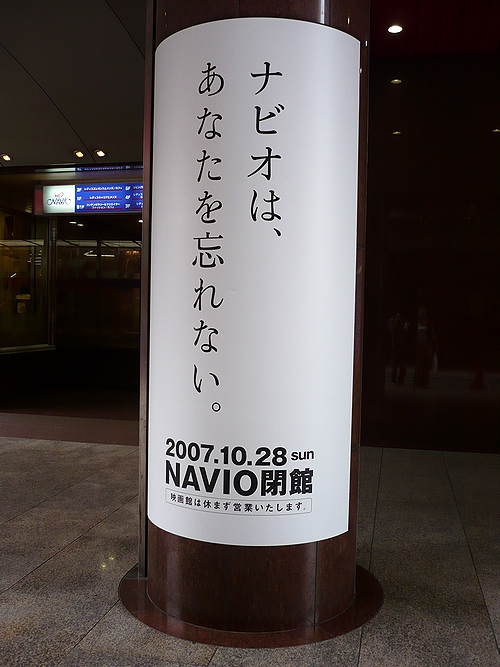 ナビオは、
あなたを忘れない。
2007.10.28 sun
NAVIO閉館
映画館は休まず営業いたします。
NAVIO